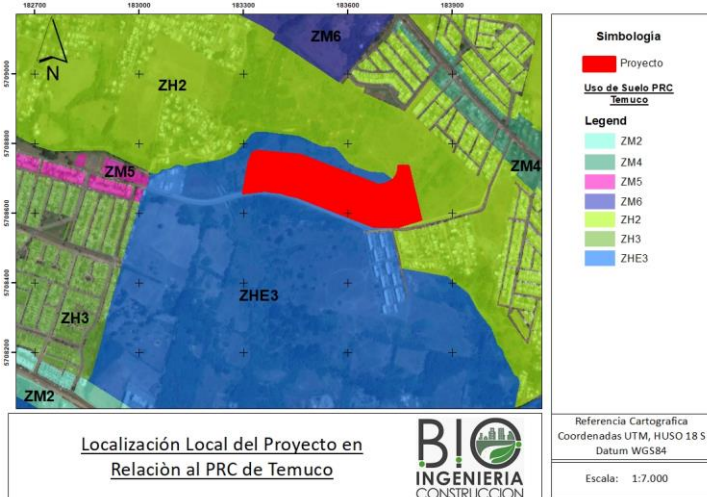 182700 183000 183300 183600 183900
5709000
5708800
5708600
5708400
5708200
N
ZM6
ZH2
ZM4
ZM5
ZHE3
ZH3
ZM2
Simbología
Proyecto
Uso de Suelo PRC
Temuco
Legend
ZM2
ZM4
ZM5
ZM6
ZH2
ZH3
ZHE3
Localización Local del Proyecto en
Relaciòn al PRC de Temuco
BIO
INGENIERIA
CONSTRUCCION
Referencia Cartografica
Coordenadas UTM, HUSO 18 S
Datum WGS84
Escala: 1:7.000